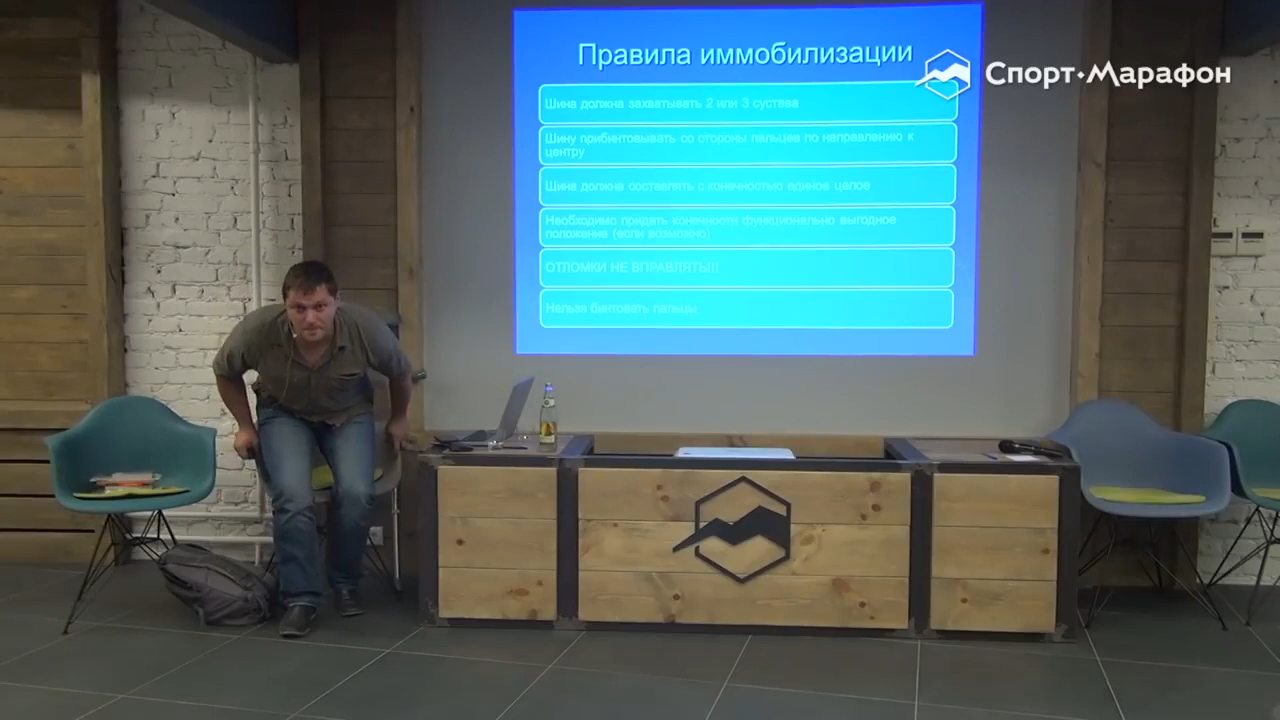 Правила иммобилизации
Спорт-Марафон
Шина должна захватывать 2 или 3 сустава
Шину прибинтовывать со стороны пальцев по направлению к
центру
Шина должна составлять с конечностью единое целое
Необходимо придать конечности функционально выгодное
положение (если возможно)
ОТЛОМКИ НЕ ВПРАВЛЯТЬ!!!
Нельзя бинтовать пальцы